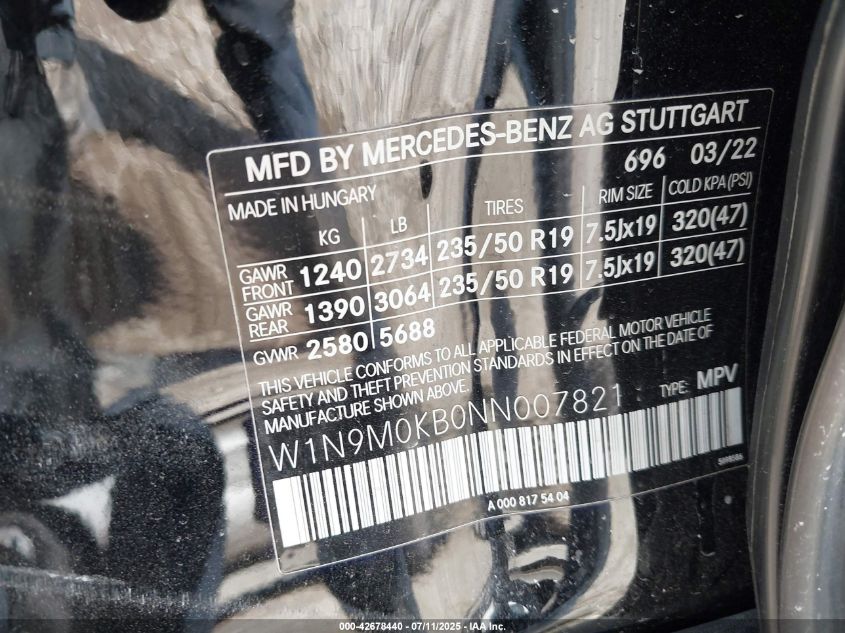 MFD BY MERCEDES-BENZ AG STUTTGART
696 03/22
MADE IN HUNGARY
KG LB TIRES RIM SIZE COLD KPA (PSI)
GAWR FRONT 1240 2734 235/50 R19 7.5Jx19 320(47)
GAWR REAR 1390 3064 235/50 R19 7.5Jx19 320(47)
GVWR 2580 5688
THIS VEHICLE CONFORMS TO ALL APPLICABLE FEDERAL MOTOR VEHICLE
SAFETY AND THEFT PREVENTION STANDARDS IN EFFECT ON THE DATE OF
MANUFACTURE SHOWN ABOVE.
W1N9M0KB0NN007821 TYPE: MPV
A 000 817 54 04
000-42678440 - 07/11/2025 - IAA Inc.